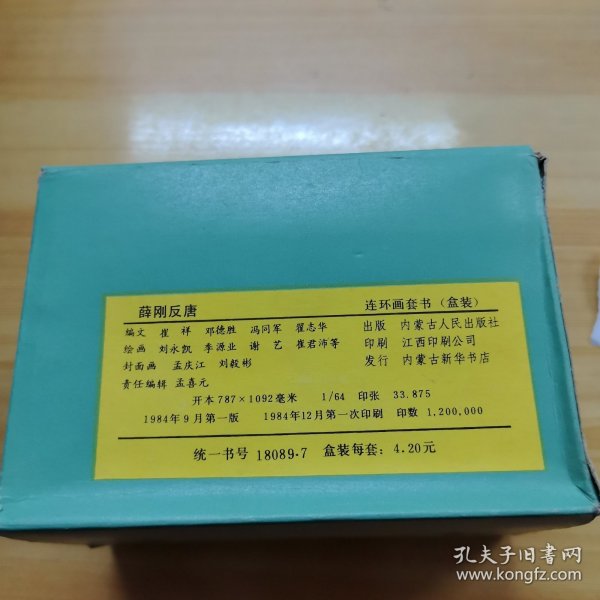 薛刚反唐 连环画套书（盒装）
编文 崔祥 邓德胜 冯同军 翟志华 出版 内蒙古人民出版社
绘画 刘永凯 季源业 谢艺 崔君沛等 印刷 江西印刷公司
封面画 孟庆江 刘毅彬 发行 内蒙古新华书店
责任编辑 孟喜元
开本 787×1092毫米 1/64 印张 33.875
1984年9月第一版 1984年12月第一次印刷 印数 1,200,000
统一书号 18089·7 盒装每套：4.20元
孔夫子旧书网
www.kongfz.com